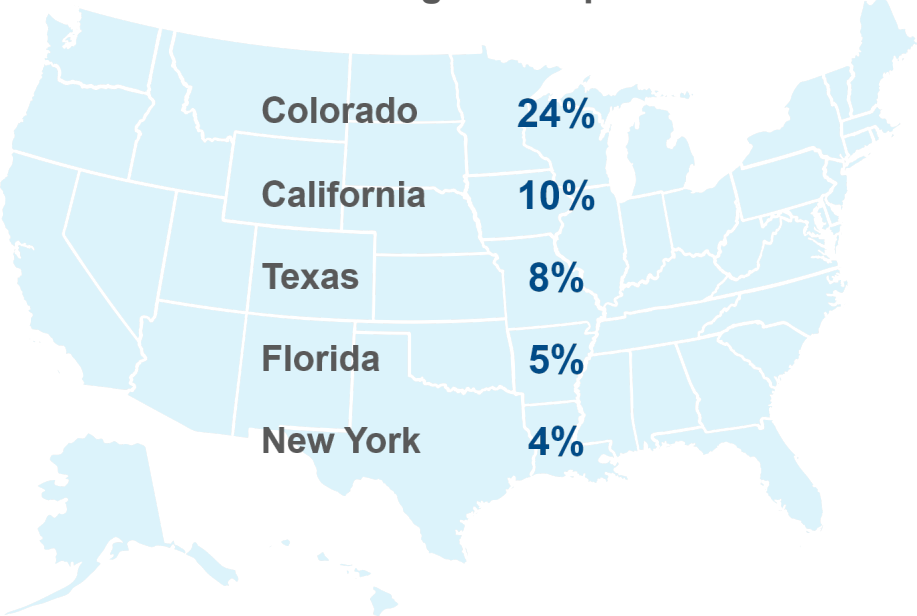 Colorado 24%
California 10%
Texas 8%
Florida 5%
New York 4%